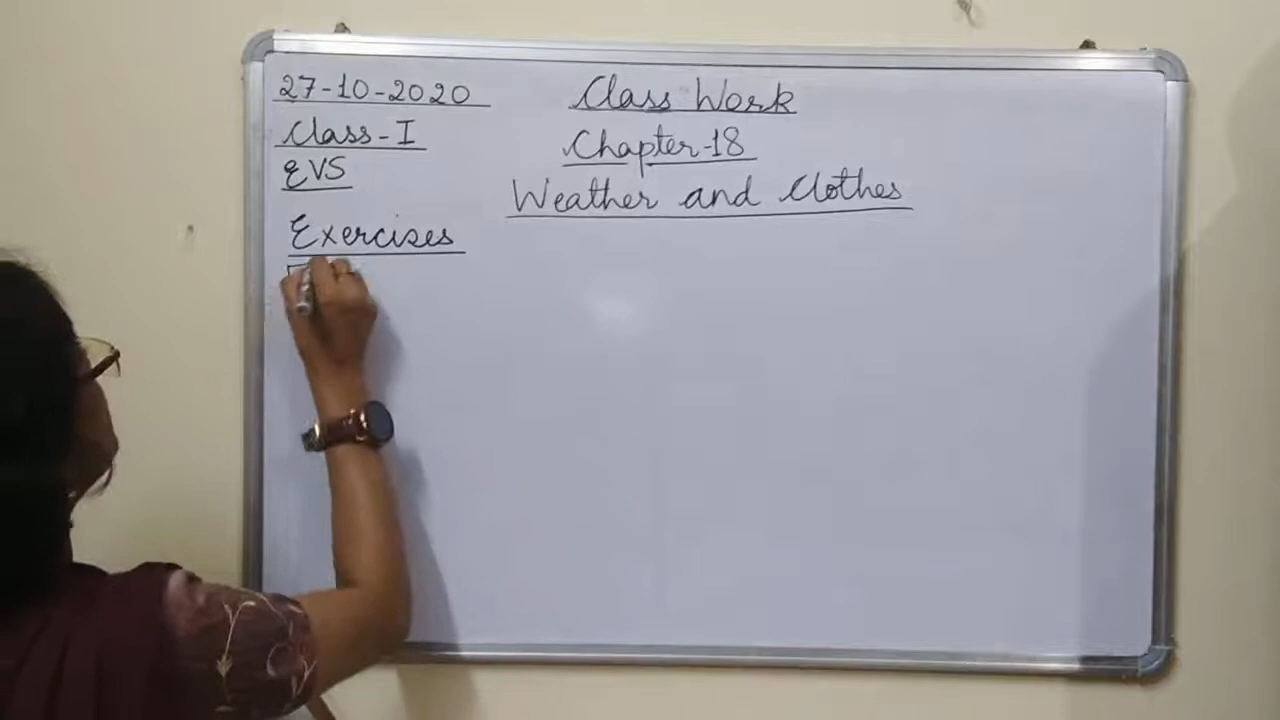 27-10-2020
Class Work
Class-I
Chapter-18
EVS
Weather and Clothes
Exercises